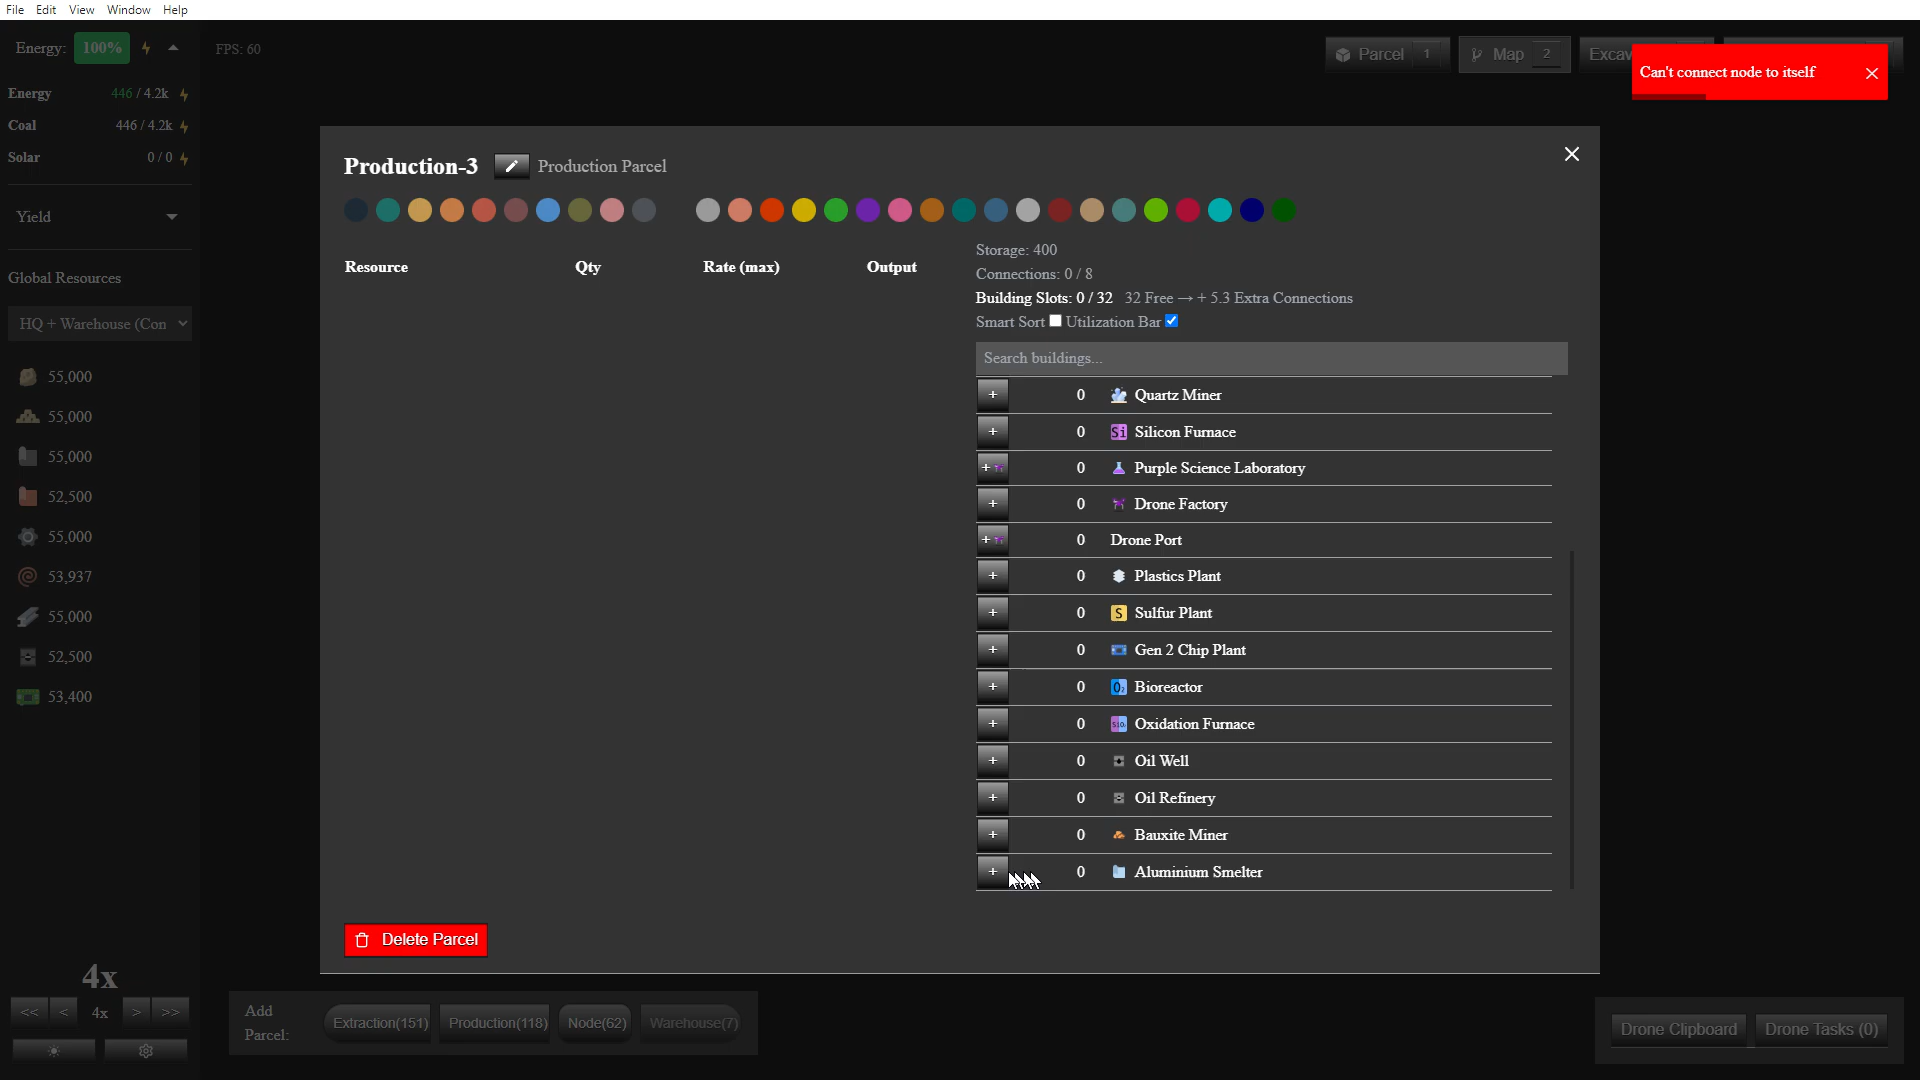 File Edit View Window Help
Energy: 100%
FPS: 60
Parcel 1
Map 2
Excav
Can't connect node to itself
Energy 446 / 4.2k
Coal 446 / 4.2k
Solar 0 / 0
Yield
Global Resources
HQ + Warehouse (Con
55,000
55,000
55,000
52,500
55,000
53,937
55,000
52,500
53,400
4x
<< < 4x > >>
Production-3 Production Parcel
Resource Qty Rate (max) Output
Storage: 400
Connections: 0 / 8
Building Slots: 0 / 32 32 Free → + 5.3 Extra Connections
Smart Sort Utilization Bar
Search buildings...
+ 0 Quartz Miner
+ 0 Si Silicon Furnace
+ 0 Purple Science Laboratory
+ 0 Drone Factory
+ 0 Drone Port
+ 0 Plastics Plant
+ 0 S Sulfur Plant
+ 0 Gen 2 Chip Plant
+ 0 O₂ Bioreactor
+ 0 Oxidation Furnace
+ 0 Oil Well
+ 0 Oil Refinery
+ 0 Bauxite Miner
+ 0 Aluminium Smelter
Delete Parcel
Add Parcel:
Extraction(151) Production(118) Node(62) Warehouse(7)
Drone Clipboard Drone Tasks (0)